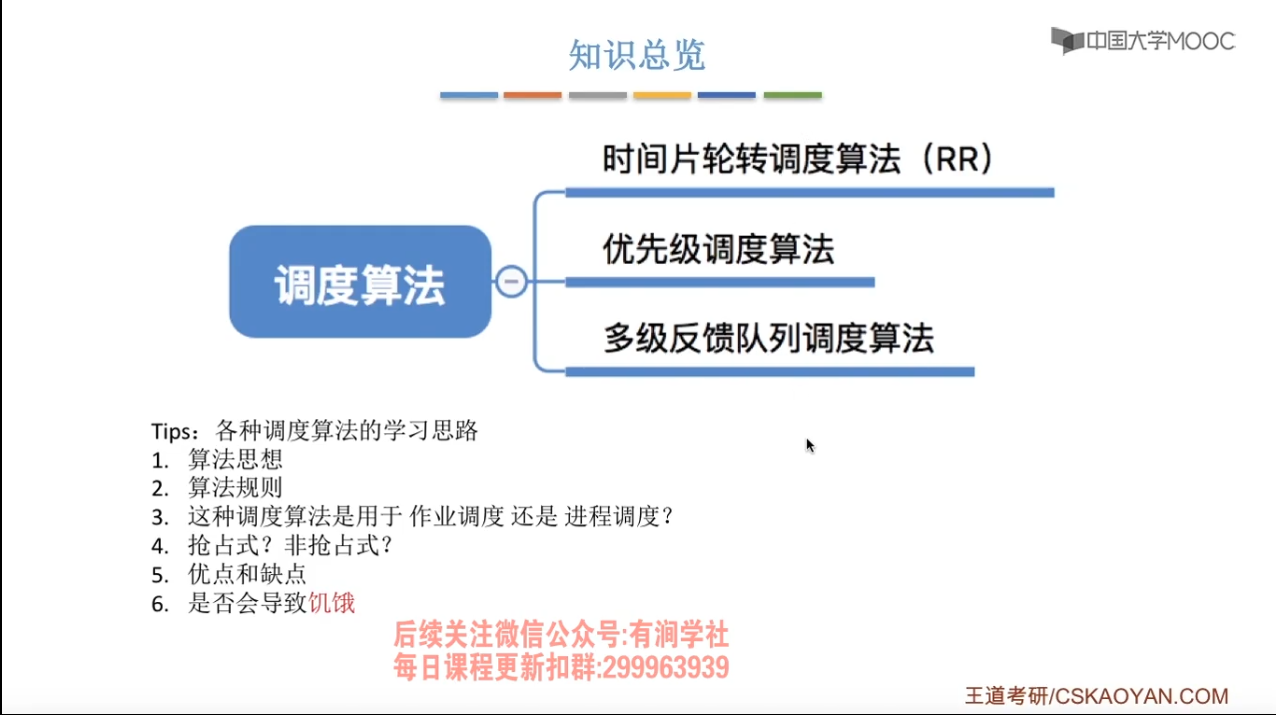 知识总览
中国大学MOOC
时间片轮转调度算法（RR）
优先级调度算法
调度算法
多级反馈队列调度算法
Tips：各种调度算法的学习思路
1. 算法思想
2. 算法规则
3. 这种调度算法是用于 作业调度 还是 进程调度？
4. 抢占式？非抢占式？
5. 优点和缺点
6. 是否会导致饥饿
后续关注微信公众号:有涧学社
每日课程更新扣群:299963939
王道考研/CSKAOYAN.COM